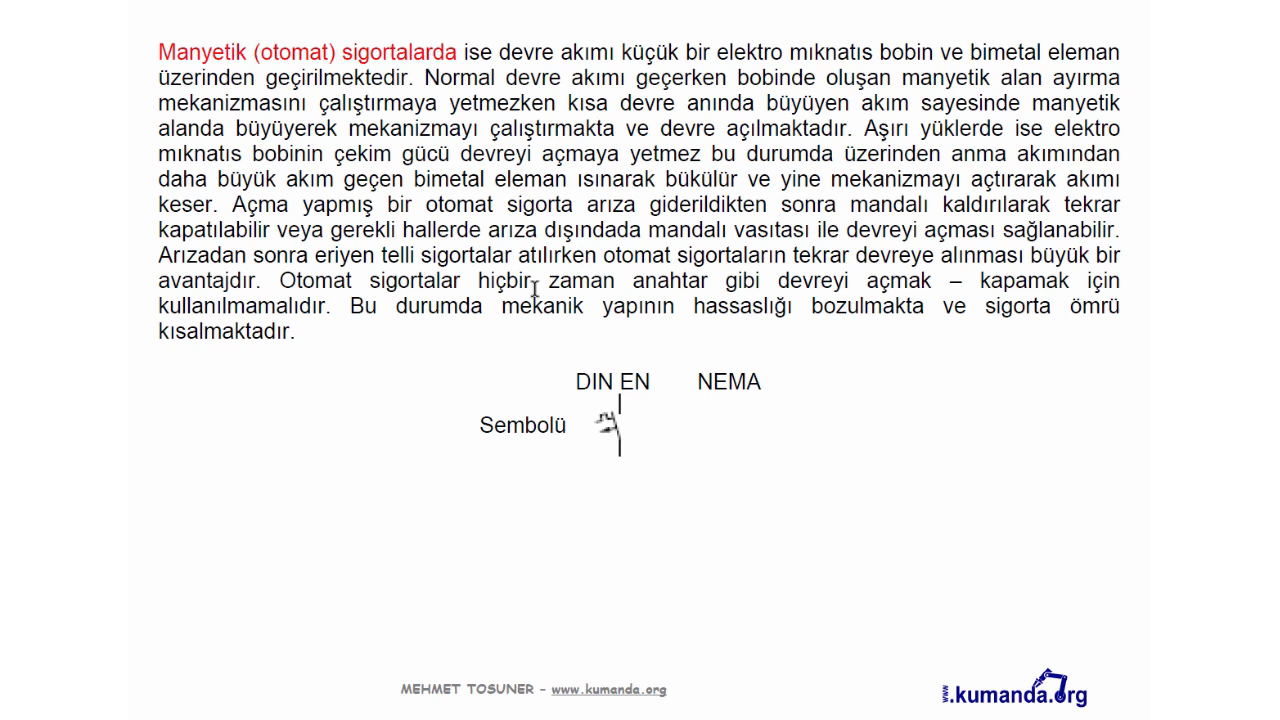 Manyetik (otomat) sigortalarda ise devre akımı küçük bir elektro mıknatıs bobin ve bimetal eleman
üzerinden geçirilmektedir. Normal devre akımı geçerken bobinde oluşan manyetik alan ayırma
mekanizmasını çalıştırmaya yetmezken kısa devre anında büyüyen akım sayesinde manyetik
alanda büyüyerek mekanizmayı çalıştırmakta ve devre açılmaktadır. Aşırı yüklerde ise elektro
mıknatıs bobinin çekim gücü devreyi açmaya yetmez bu durumda üzerinden anma akımından
daha büyük akım geçen bimetal eleman ısınarak bükülür ve yine mekanizmayı açtırarak akımı
keser. Açma yapmış bir otomat sigorta arıza giderildikten sonra mandalı kaldırılarak tekrar
kapatılabilir veya gerekli hallerde arıza dışındada mandalı vasıtası ile devreyi açması sağlanabilir.
Arızadan sonra eriyen telli sigortalar atılırken otomat sigortaların tekrar devreye alınması büyük bir
avantajdır. Otomat sigortalar hiçbir zaman anahtar gibi devreyi açmak – kapamak için
kullanılmamalıdır. Bu durumda mekanik yapının hassaslığı bozulmakta ve sigorta ömrü
kısalmaktadır.
DIN EN NEMA
Sembolü
MEHMET TOSUNER - www.kumanda.org
www.kumanda.org